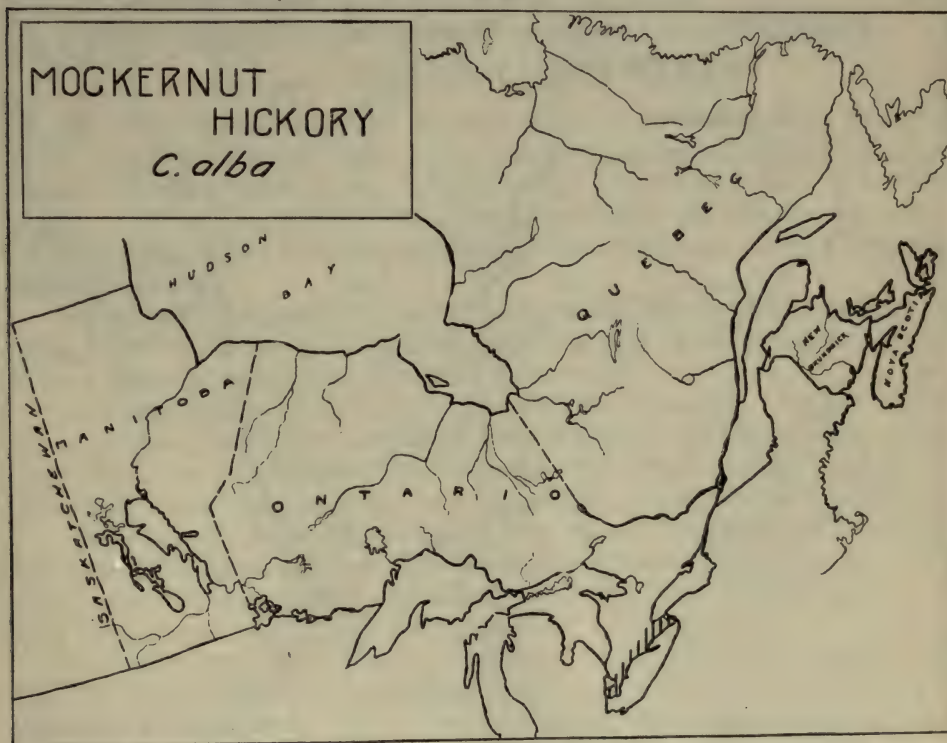 MOCKERNUT
HICKORY
C. alba
HUDSON
BAY
QUEBEC
NEW
BRUNSWICK
NOVA SCOTIA
MANITOBA
SASKATCHEWAN
ONTARIO